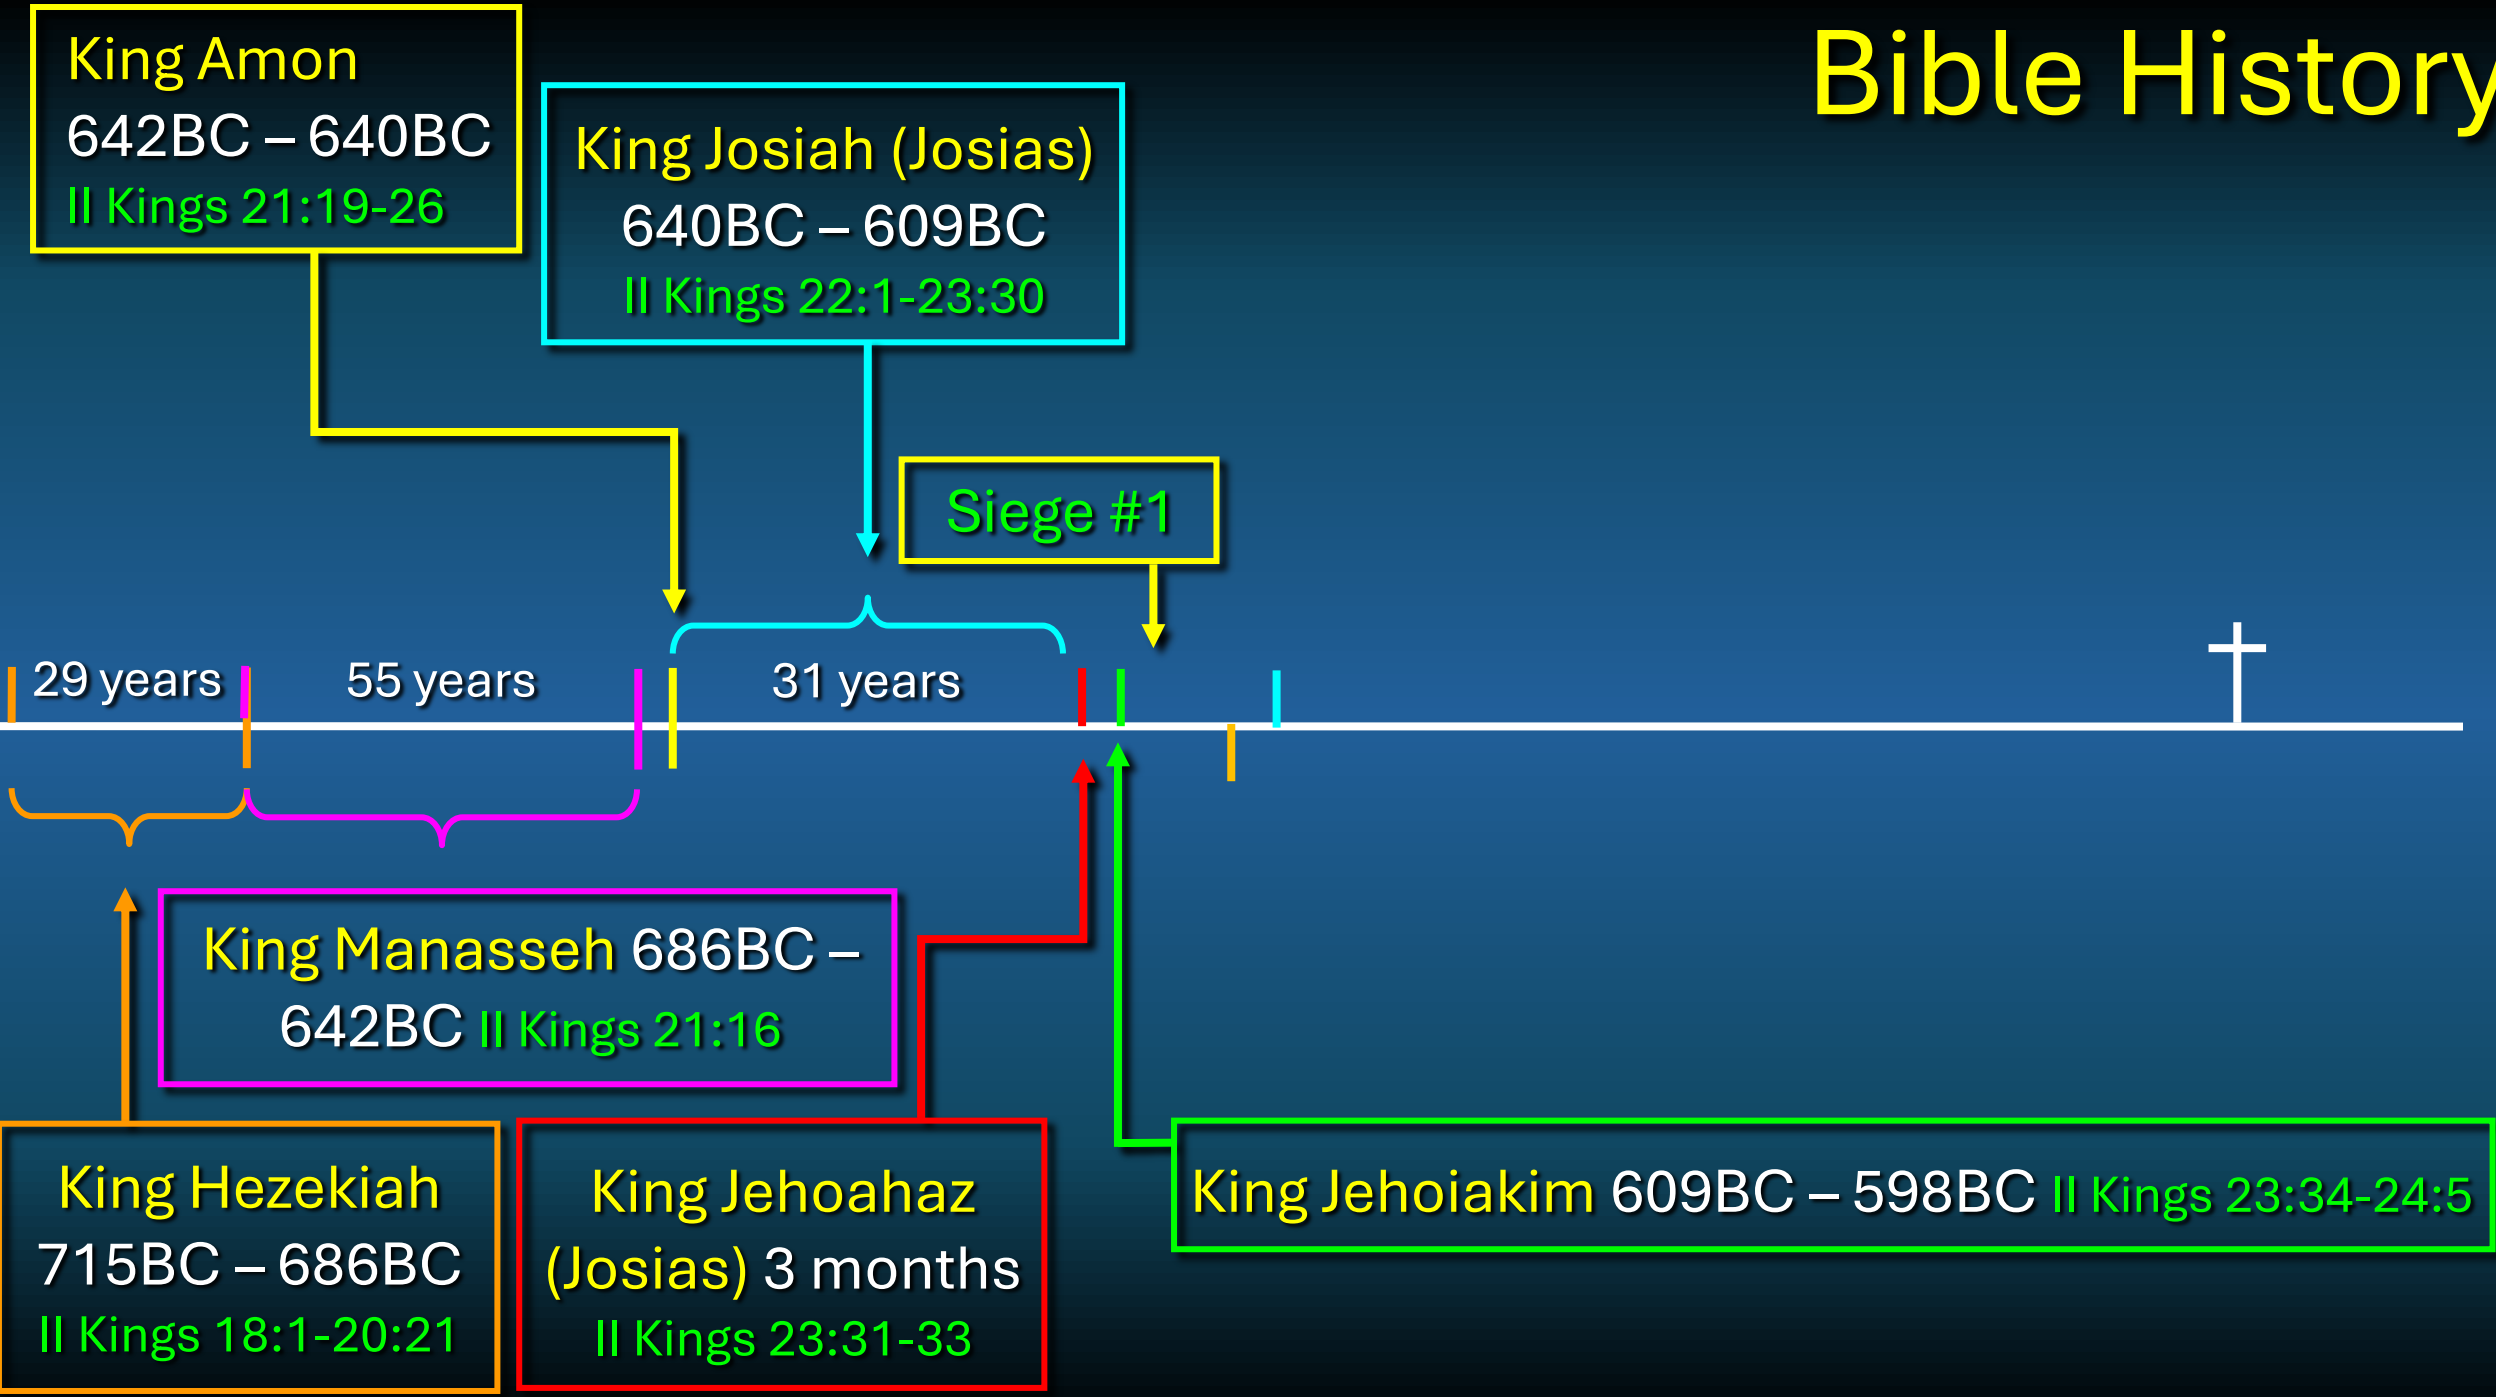 Bible History
King Amon
642BC – 640BC
II Kings 21:19-26
King Josiah (Josias)
640BC – 609BC
II Kings 22:1-23:30
Siege #1
29 years
55 years
31 years
King Manasseh 686BC –
642BC II Kings 21:16
King Hezekiah
715BC – 686BC
II Kings 18:1-20:21
King Jehoahaz
(Josias) 3 months
II Kings 23:31-33
King Jehoiakim 609BC – 598BC II Kings 23:34-24:5